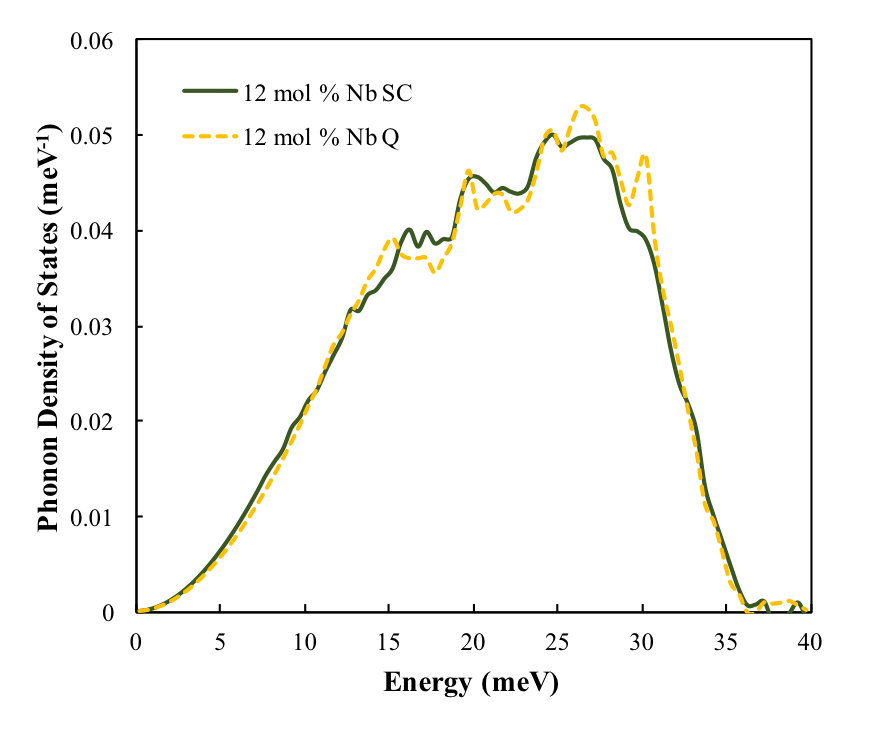 0.06
0.05
0.04
0.03
0.02
0.01
0
Phonon Density of States (meV⁻¹)
12 mol % Nb SC
12 mol % Nb Q
0 5 10 15 20 25 30 35 40
Energy (meV)